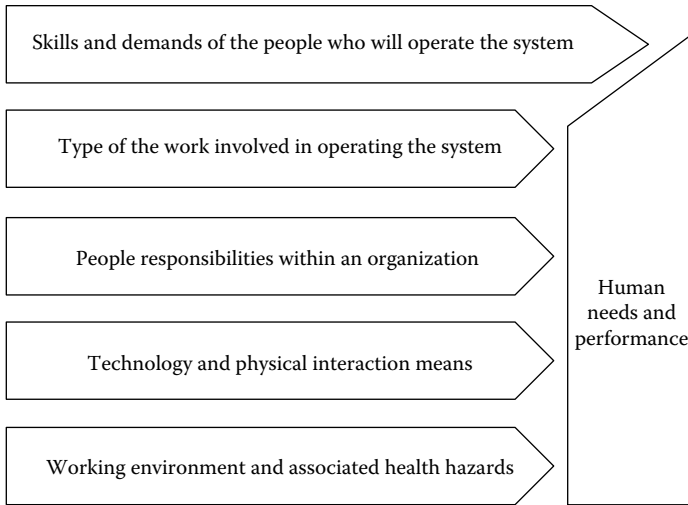 Skills and demands of the people who will operate the system
Type of the work involved in operating the system
People responsibilities within an organization
Technology and physical interaction means
Working environment and associated health hazards
Human
needs and
performance